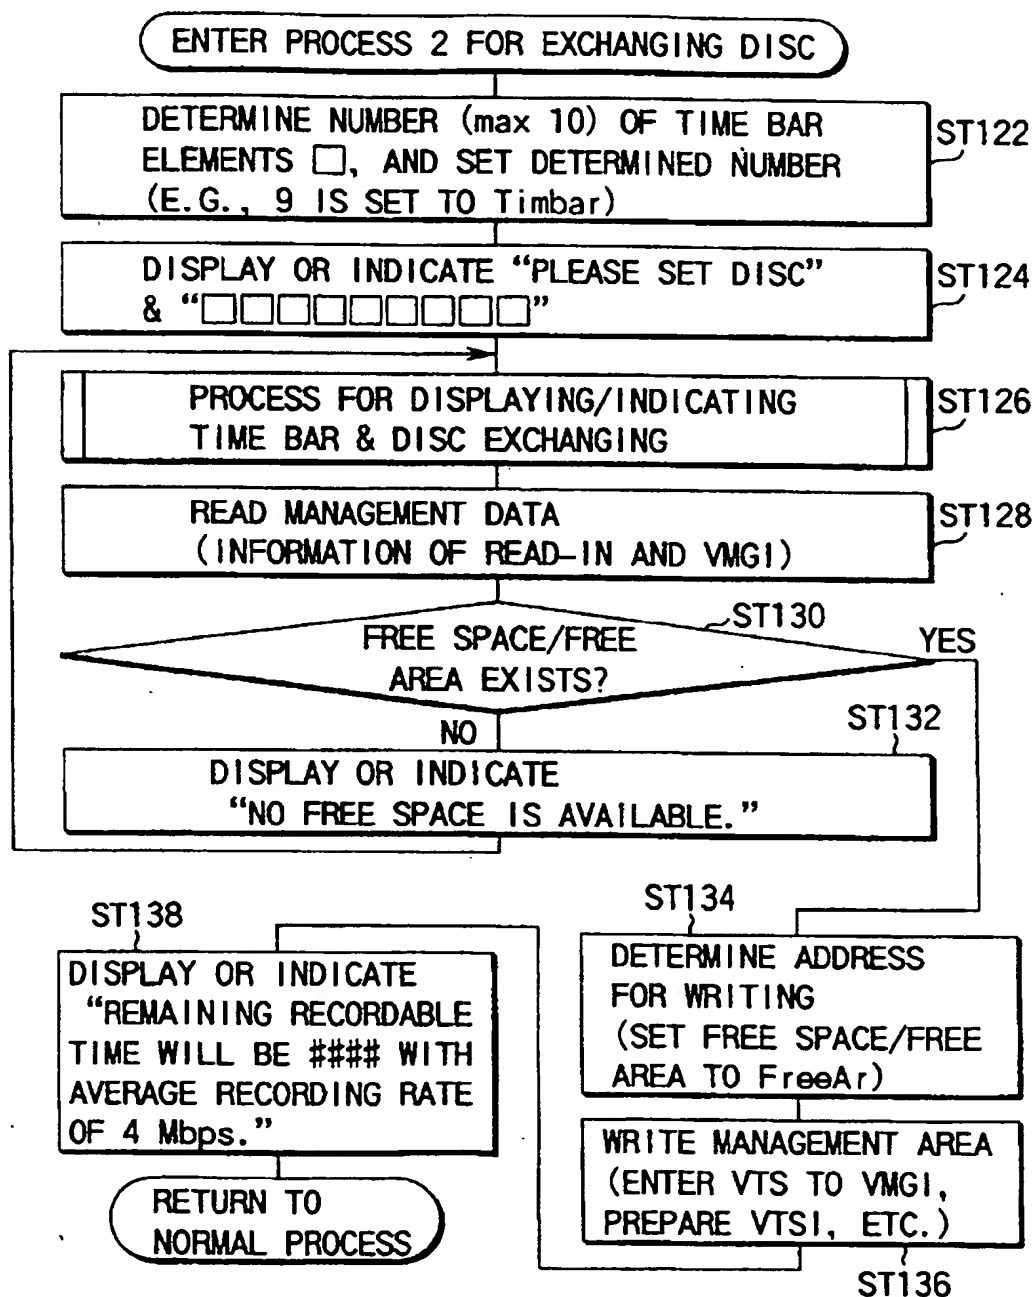 ENTER PROCESS 2 FOR EXCHANGING DISC
DETERMINE NUMBER (max 10) OF TIME BAR
ELEMENTS □, AND SET DETERMINED NUMBER
(E.G., 9 IS SET TO Timbar)
ST122
DISPLAY OR INDICATE “PLEASE SET DISC”
& “□□□□□□□□□”
ST124
PROCESS FOR DISPLAYING/INDICATING
TIME BAR & DISC EXCHANGING
ST126
READ MANAGEMENT DATA
(INFORMATION OF READ-IN AND VMGI)
ST128
ST130
FREE SPACE/FREE
AREA EXISTS?
YES
NO
ST132
DISPLAY OR INDICATE
“NO FREE SPACE IS AVAILABLE.”
ST134
DETERMINE ADDRESS
FOR WRITING
(SET FREE SPACE/FREE
AREA TO FreeAr)
WRITE MANAGEMENT AREA
(ENTER VTS TO VMGI,
PREPARE VTSI, ETC.)
ST136
ST138
DISPLAY OR INDICATE
“REMAINING RECORDABLE
TIME WILL BE #### WITH
AVERAGE RECORDING RATE
OF 4 Mbps.”
RETURN TO
NORMAL PROCESS